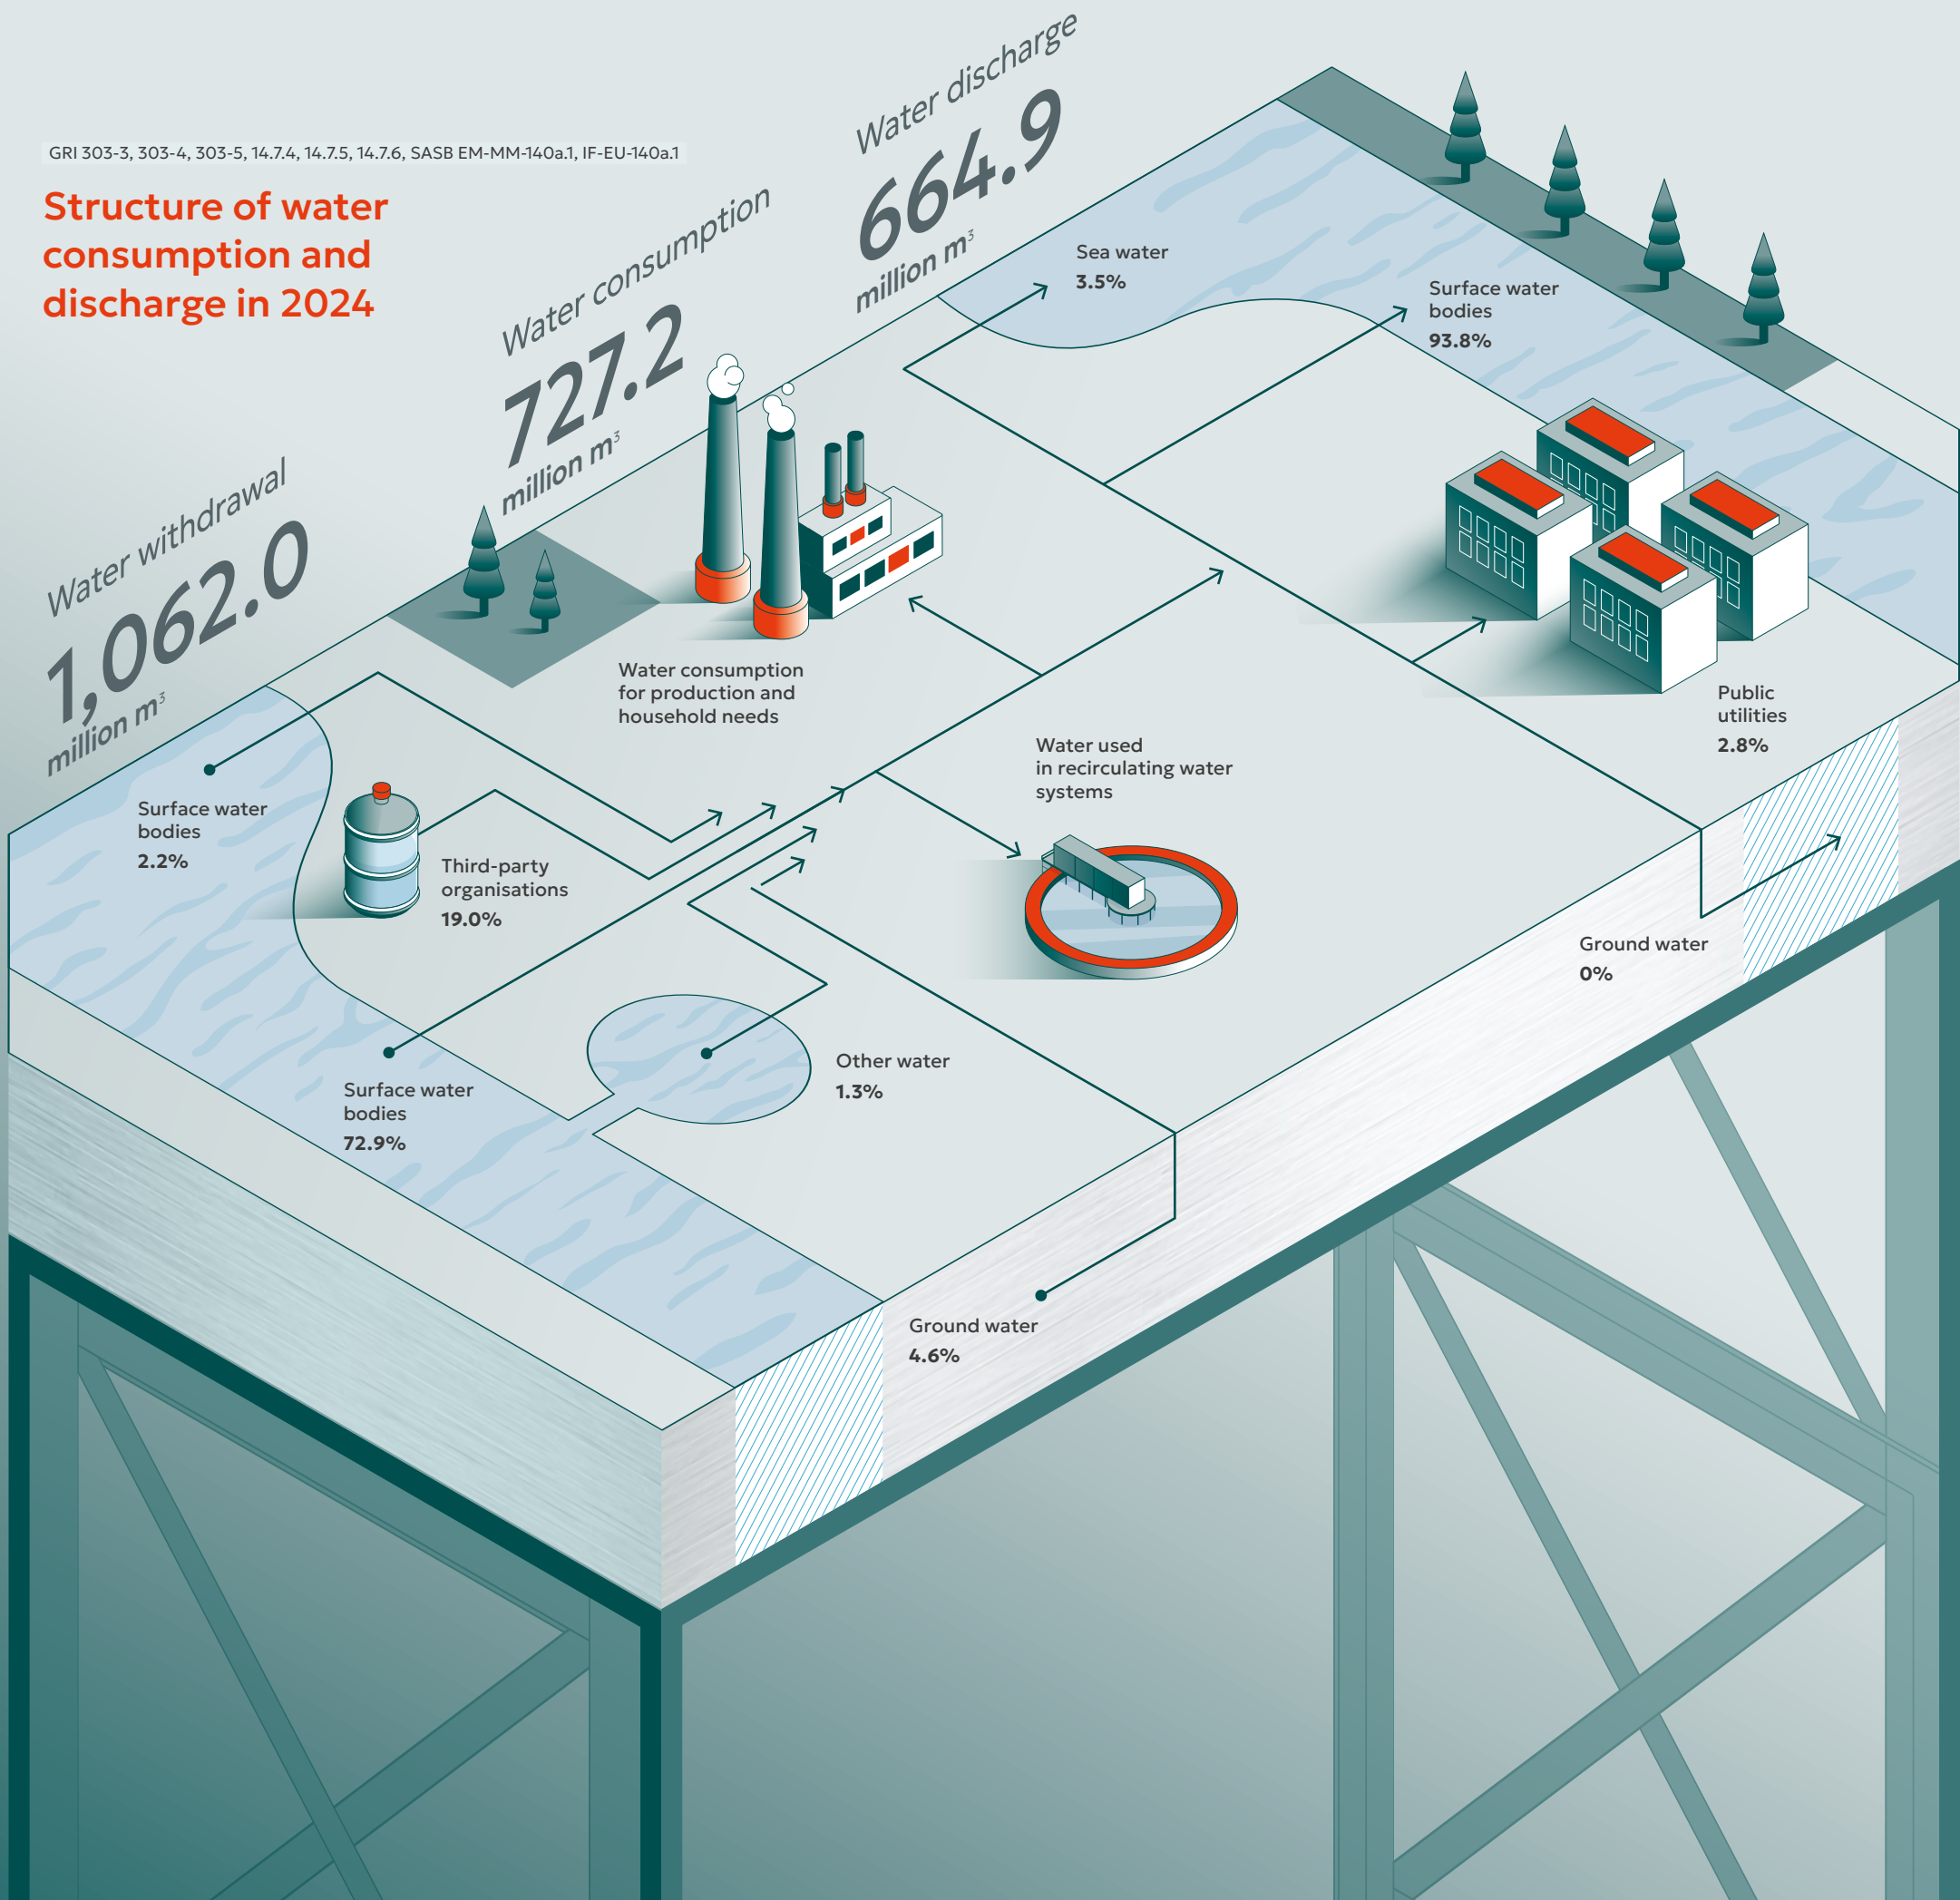 GRI 303-3, 303-4, 303-5, 14.7.4, 14.7.5, 14.7.6, SASB EM-MM-140a.1, IF-EU-140a.1
Structure of water
consumption and
discharge in 2024
Water withdrawal
1,062.0
million m³
Water consumption
727.2
million m³
Water discharge
664.9
million m³
Sea water
3.5%
Surface water
bodies
93.8%
Water consumption
for production and
household needs
Public
utilities
2.8%
Water used
in recirculating water
systems
Surface water
bodies
2.2%
Third-party
organisations
19.0%
Ground water
0%
Surface water
bodies
72.9%
Other water
1.3%
Ground water
4.6%